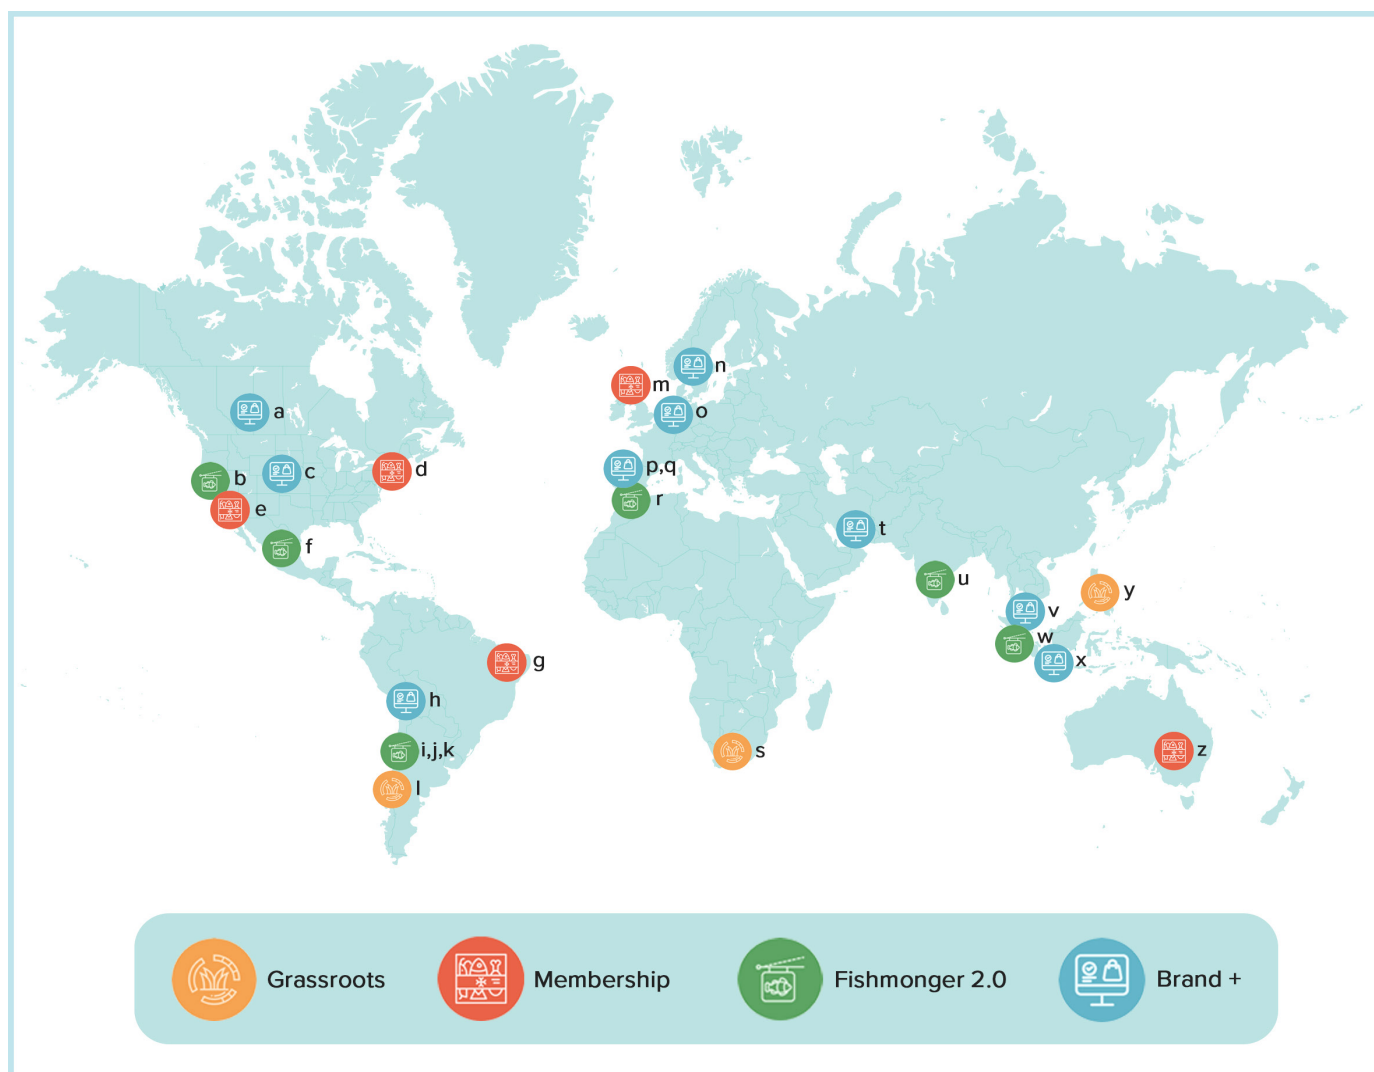 n
m
a
o
c
d
p,q
b
r
e
t
f
u
y
v
w
g
x
h
i,j,k
s
z
l
Grassroots
Membership
Fishmonger 2.0
Brand +